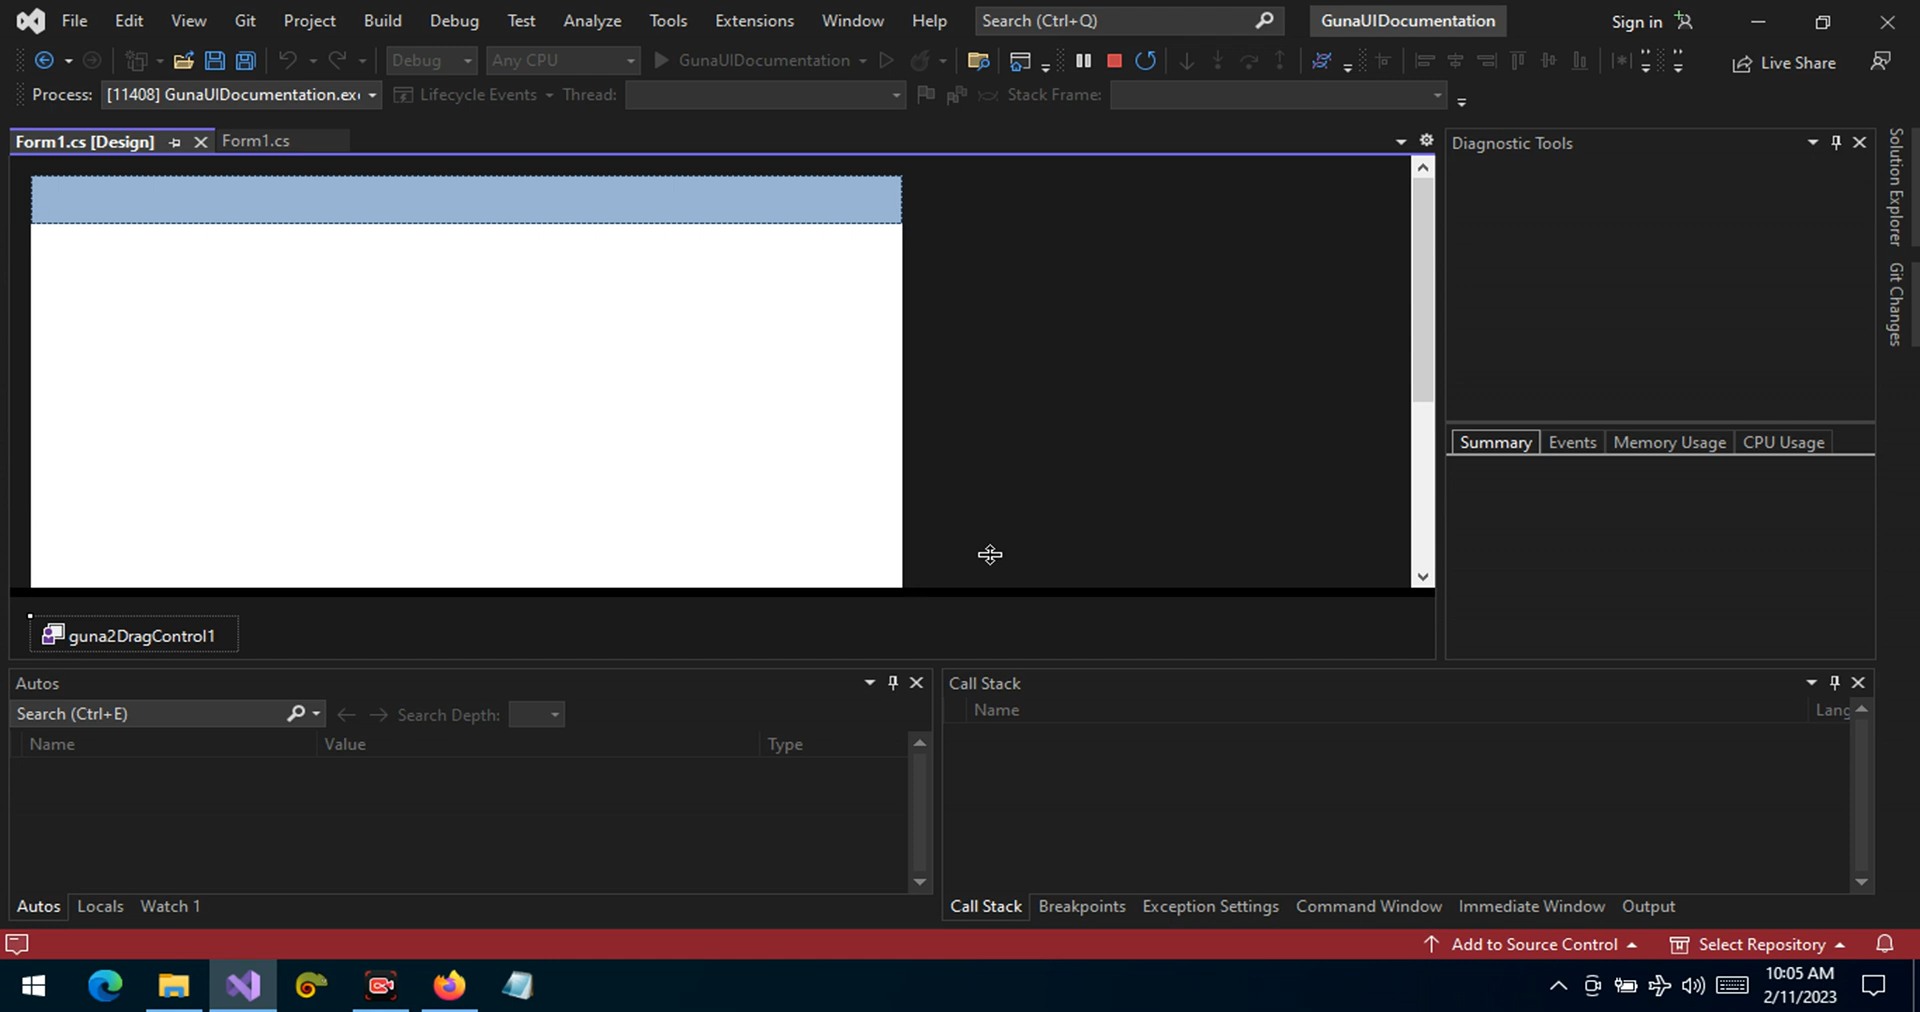 File Edit View Git Project Build Debug Test Analyze Tools Extensions Window Help Search (Ctrl+Q) GunaUIDocumentation Sign in
Debug Any CPU GunaUIDocumentation Live Share
Process: [11408] GunaUIDocumentation.ex Lifecycle Events Thread: Stack Frame:
Form1.cs [Design] Form1.cs
Diagnostic Tools
Solution Explorer
Git Changes
Summary Events Memory Usage CPU Usage
guna2DragControl1
Autos
Search (Ctrl+E) Search Depth:
Name Value Type
Autos Locals Watch 1
Call Stack
Name Lang
Call Stack Breakpoints Exception Settings Command Window Immediate Window Output
Add to Source Control Select Repository
10:05 AM
2/11/2023